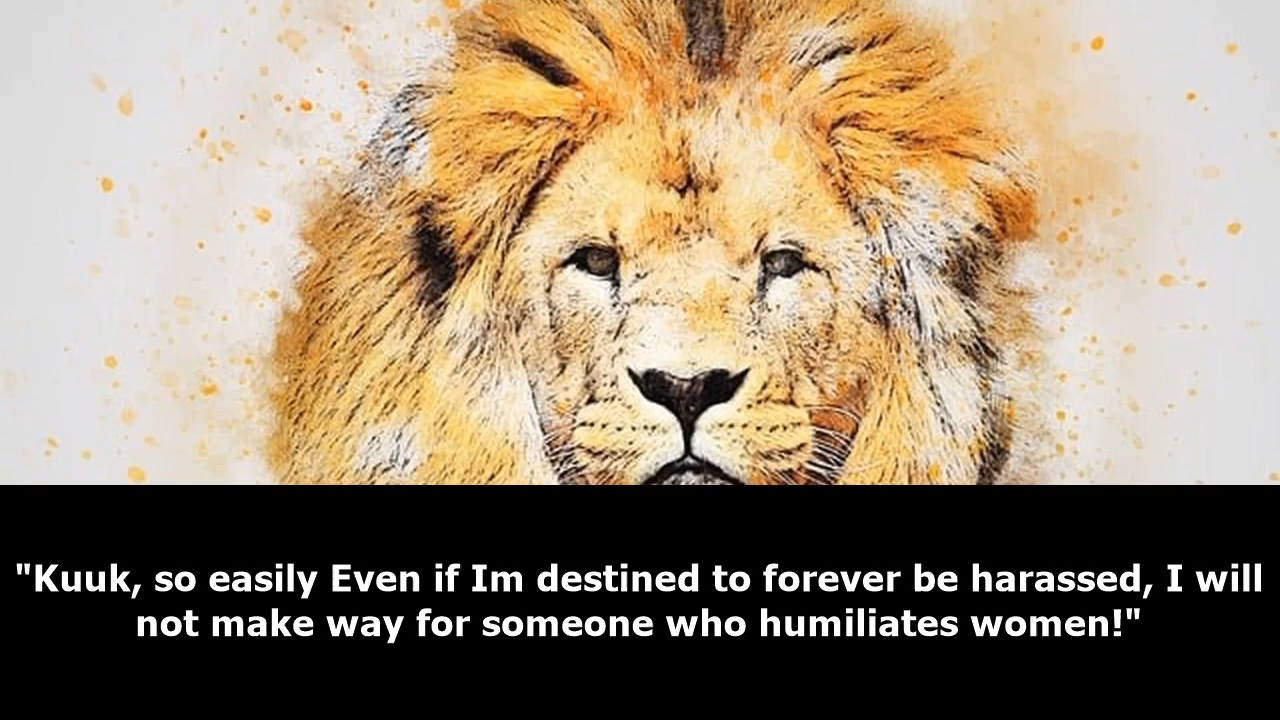 "Kuuk, so easily Even if Im destined to forever be harassed, I will
not make way for someone who humiliates women!"